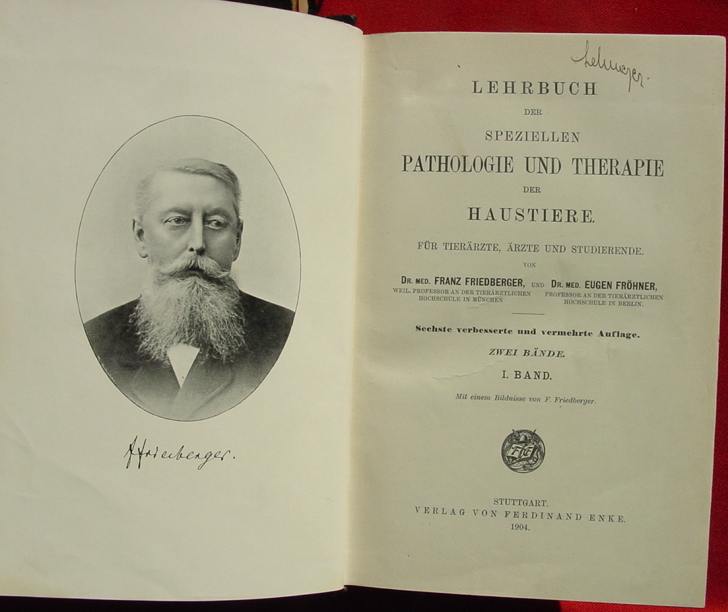 FFriedberger.
LEHRBUCH
DER
SPEZIELLEN
PATHOLOGIE UND THERAPIE
DER
HAUSTIERE.
FÜR TIERÄRZTE, ÄRZTE UND STUDIERENDE.
VON
DR. MED. FRANZ FRIEDBERGER, UND DR. MED. EUGEN FRÖHNER,
WEIL. PROFESSOR AN DER TIERÄRZTLICHEN PROFESSOR AN DER TIERÄRZTLICHEN
HOCHSCHULE IN MÜNCHEN HOCHSCHULE IN BERLIN.
Sechste verbesserte und vermehrte Auflage.
ZWEI BÄNDE.
I. BAND.
Mit einem Bildnisse von F. Friedberger.
STUTTGART.
VERLAG VON FERDINAND ENKE.
1904.